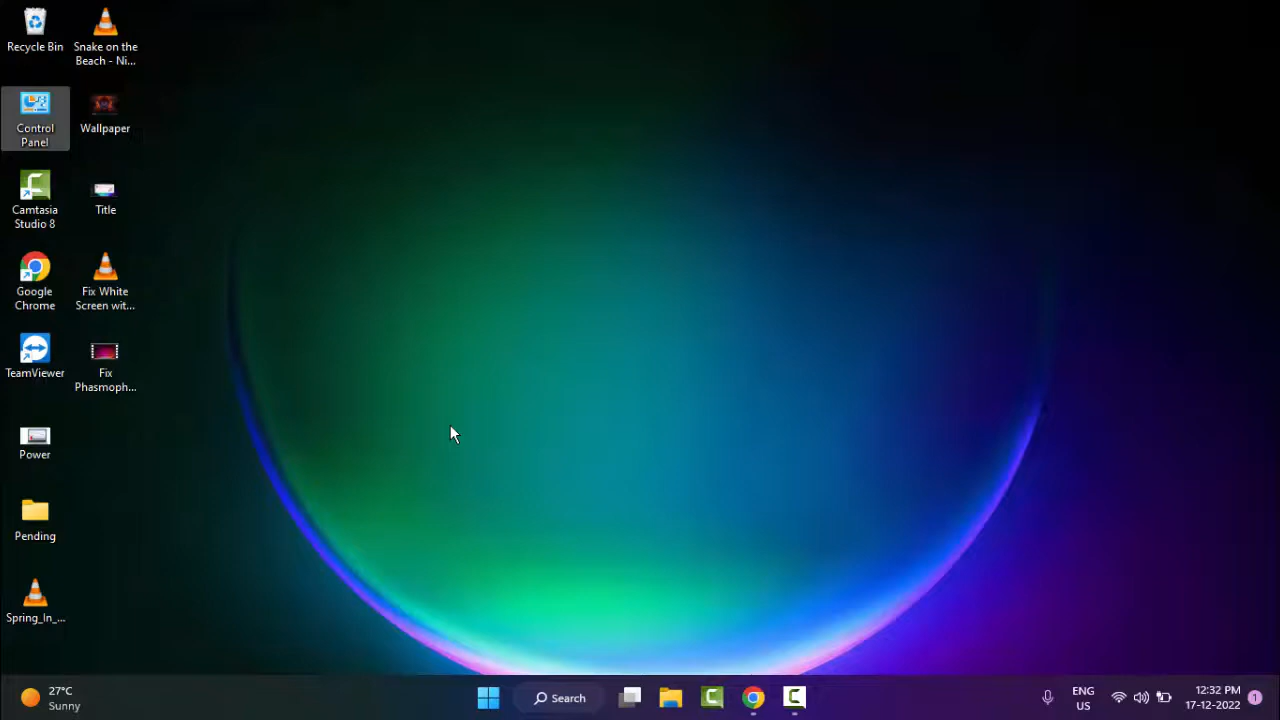 Recycle Bin
Snake on the
Beach - Ni...
Control
Panel
Wallpaper
Camtasia
Studio 8
Title
Google
Chrome
Fix White
Screen wit...
TeamViewer
Fix
Phasmoph...
Power
Pending
Spring_In_...
27°C
Sunny
Search
ENG
US
12:32 PM
17-12-2022
1